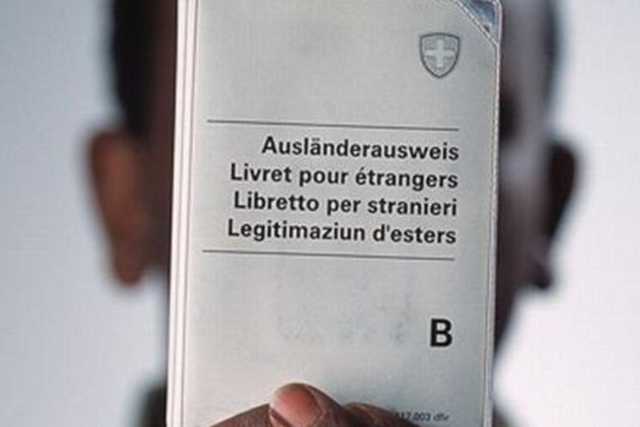 Ausländerausweis
Livret pour étrangers
Libretto per stranieri
Legitimaziun d'esters
B